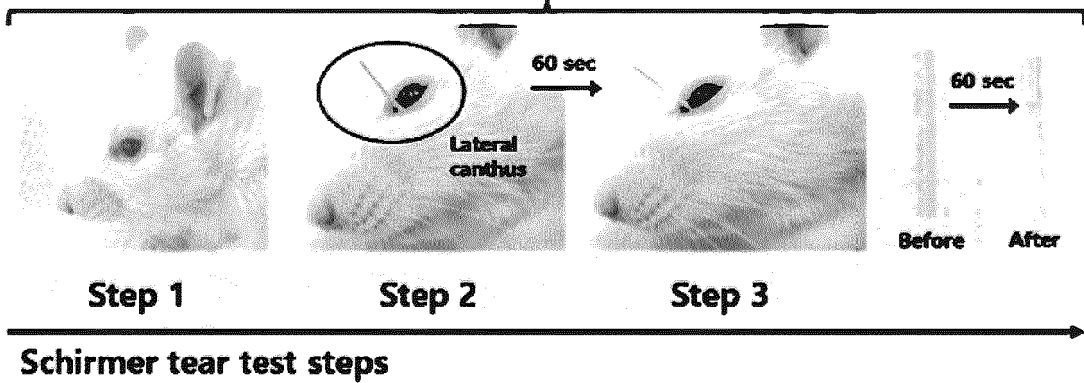 60 sec
60 sec
Lateral
canthus
Before
After
Step 1
Step 2
Step 3
Schirmer tear test steps